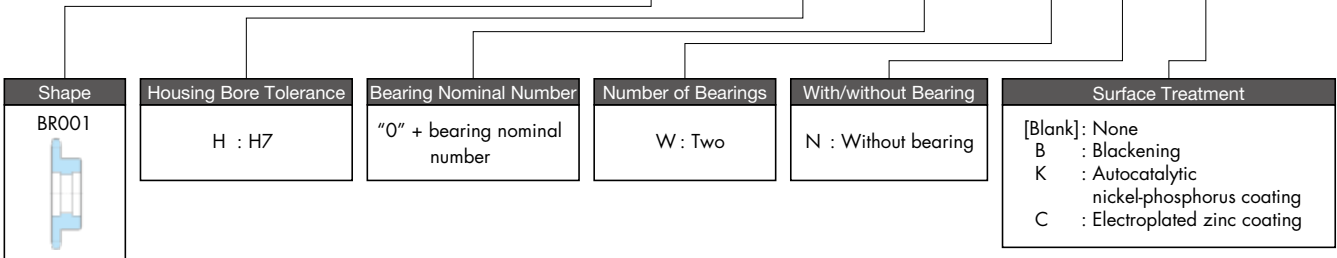 Shape
BR001
Housing Bore Tolerance
H : H7
Bearing Nominal Number
"0" + bearing nominal
number
Number of Bearings
W : Two
With/without Bearing
N : Without bearing
Surface Treatment
[Blank] : None
B : Blackening
K : Autocatalytic
nickel-phosphorus coating
C : Electroplated zinc coating